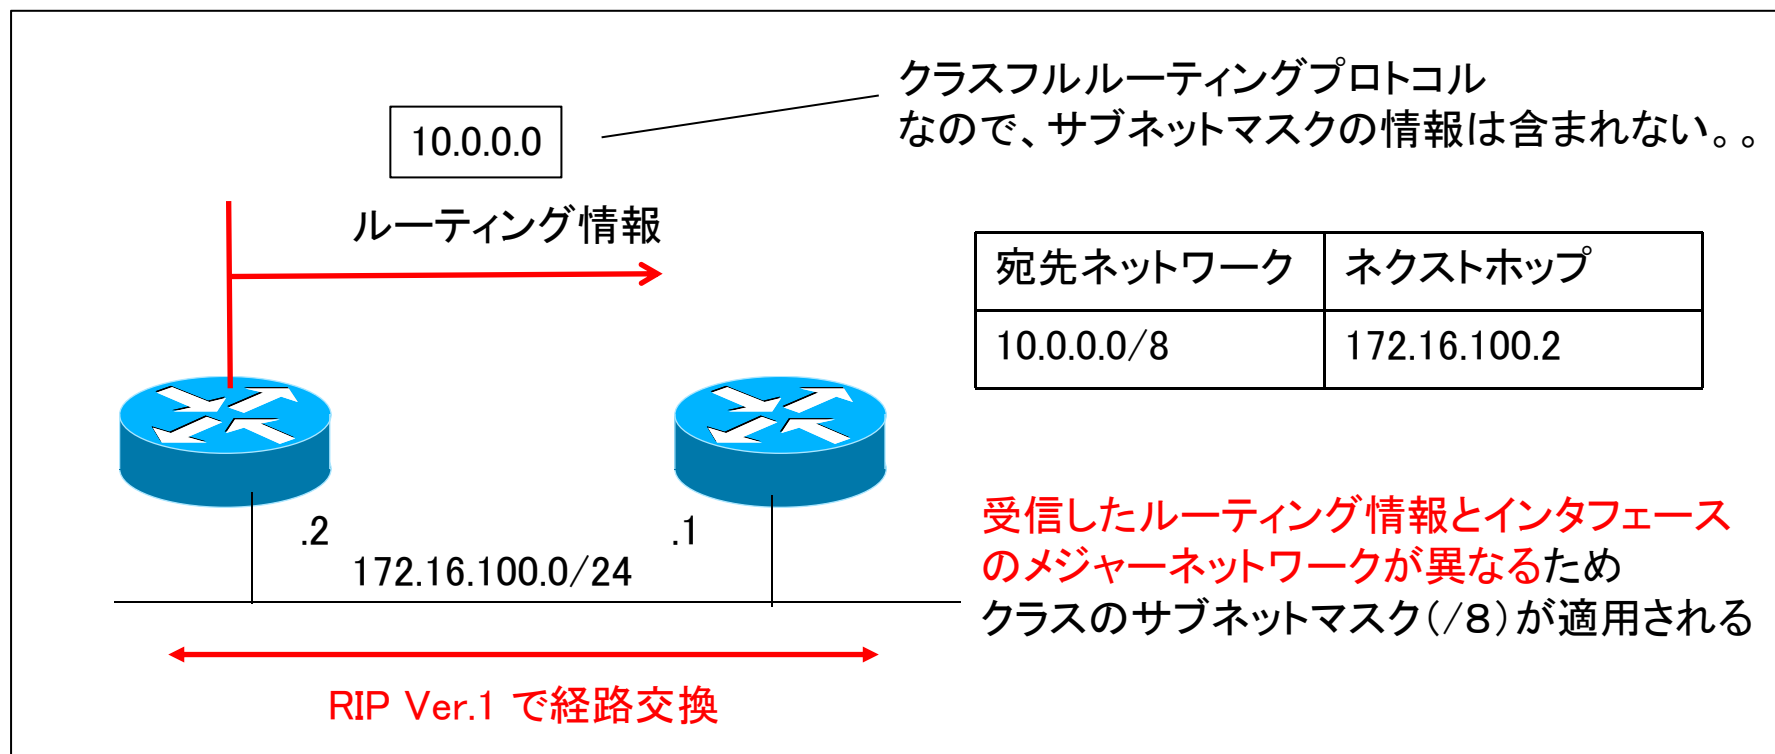 クラスフルルーティングプロトコル
なので、サブネットマスクの情報は含まれない。。
10.0.0.0
ルーティング情報
宛先ネットワーク ネクストホップ
10.0.0.0/8 172.16.100.2
.2 .1
172.16.100.0/24
受信したルーティング情報とインタフェース
のメジャーネットワークが異なるため
クラスのサブネットマスク（/８）が適用される
RIP Ver.1 で経路交換